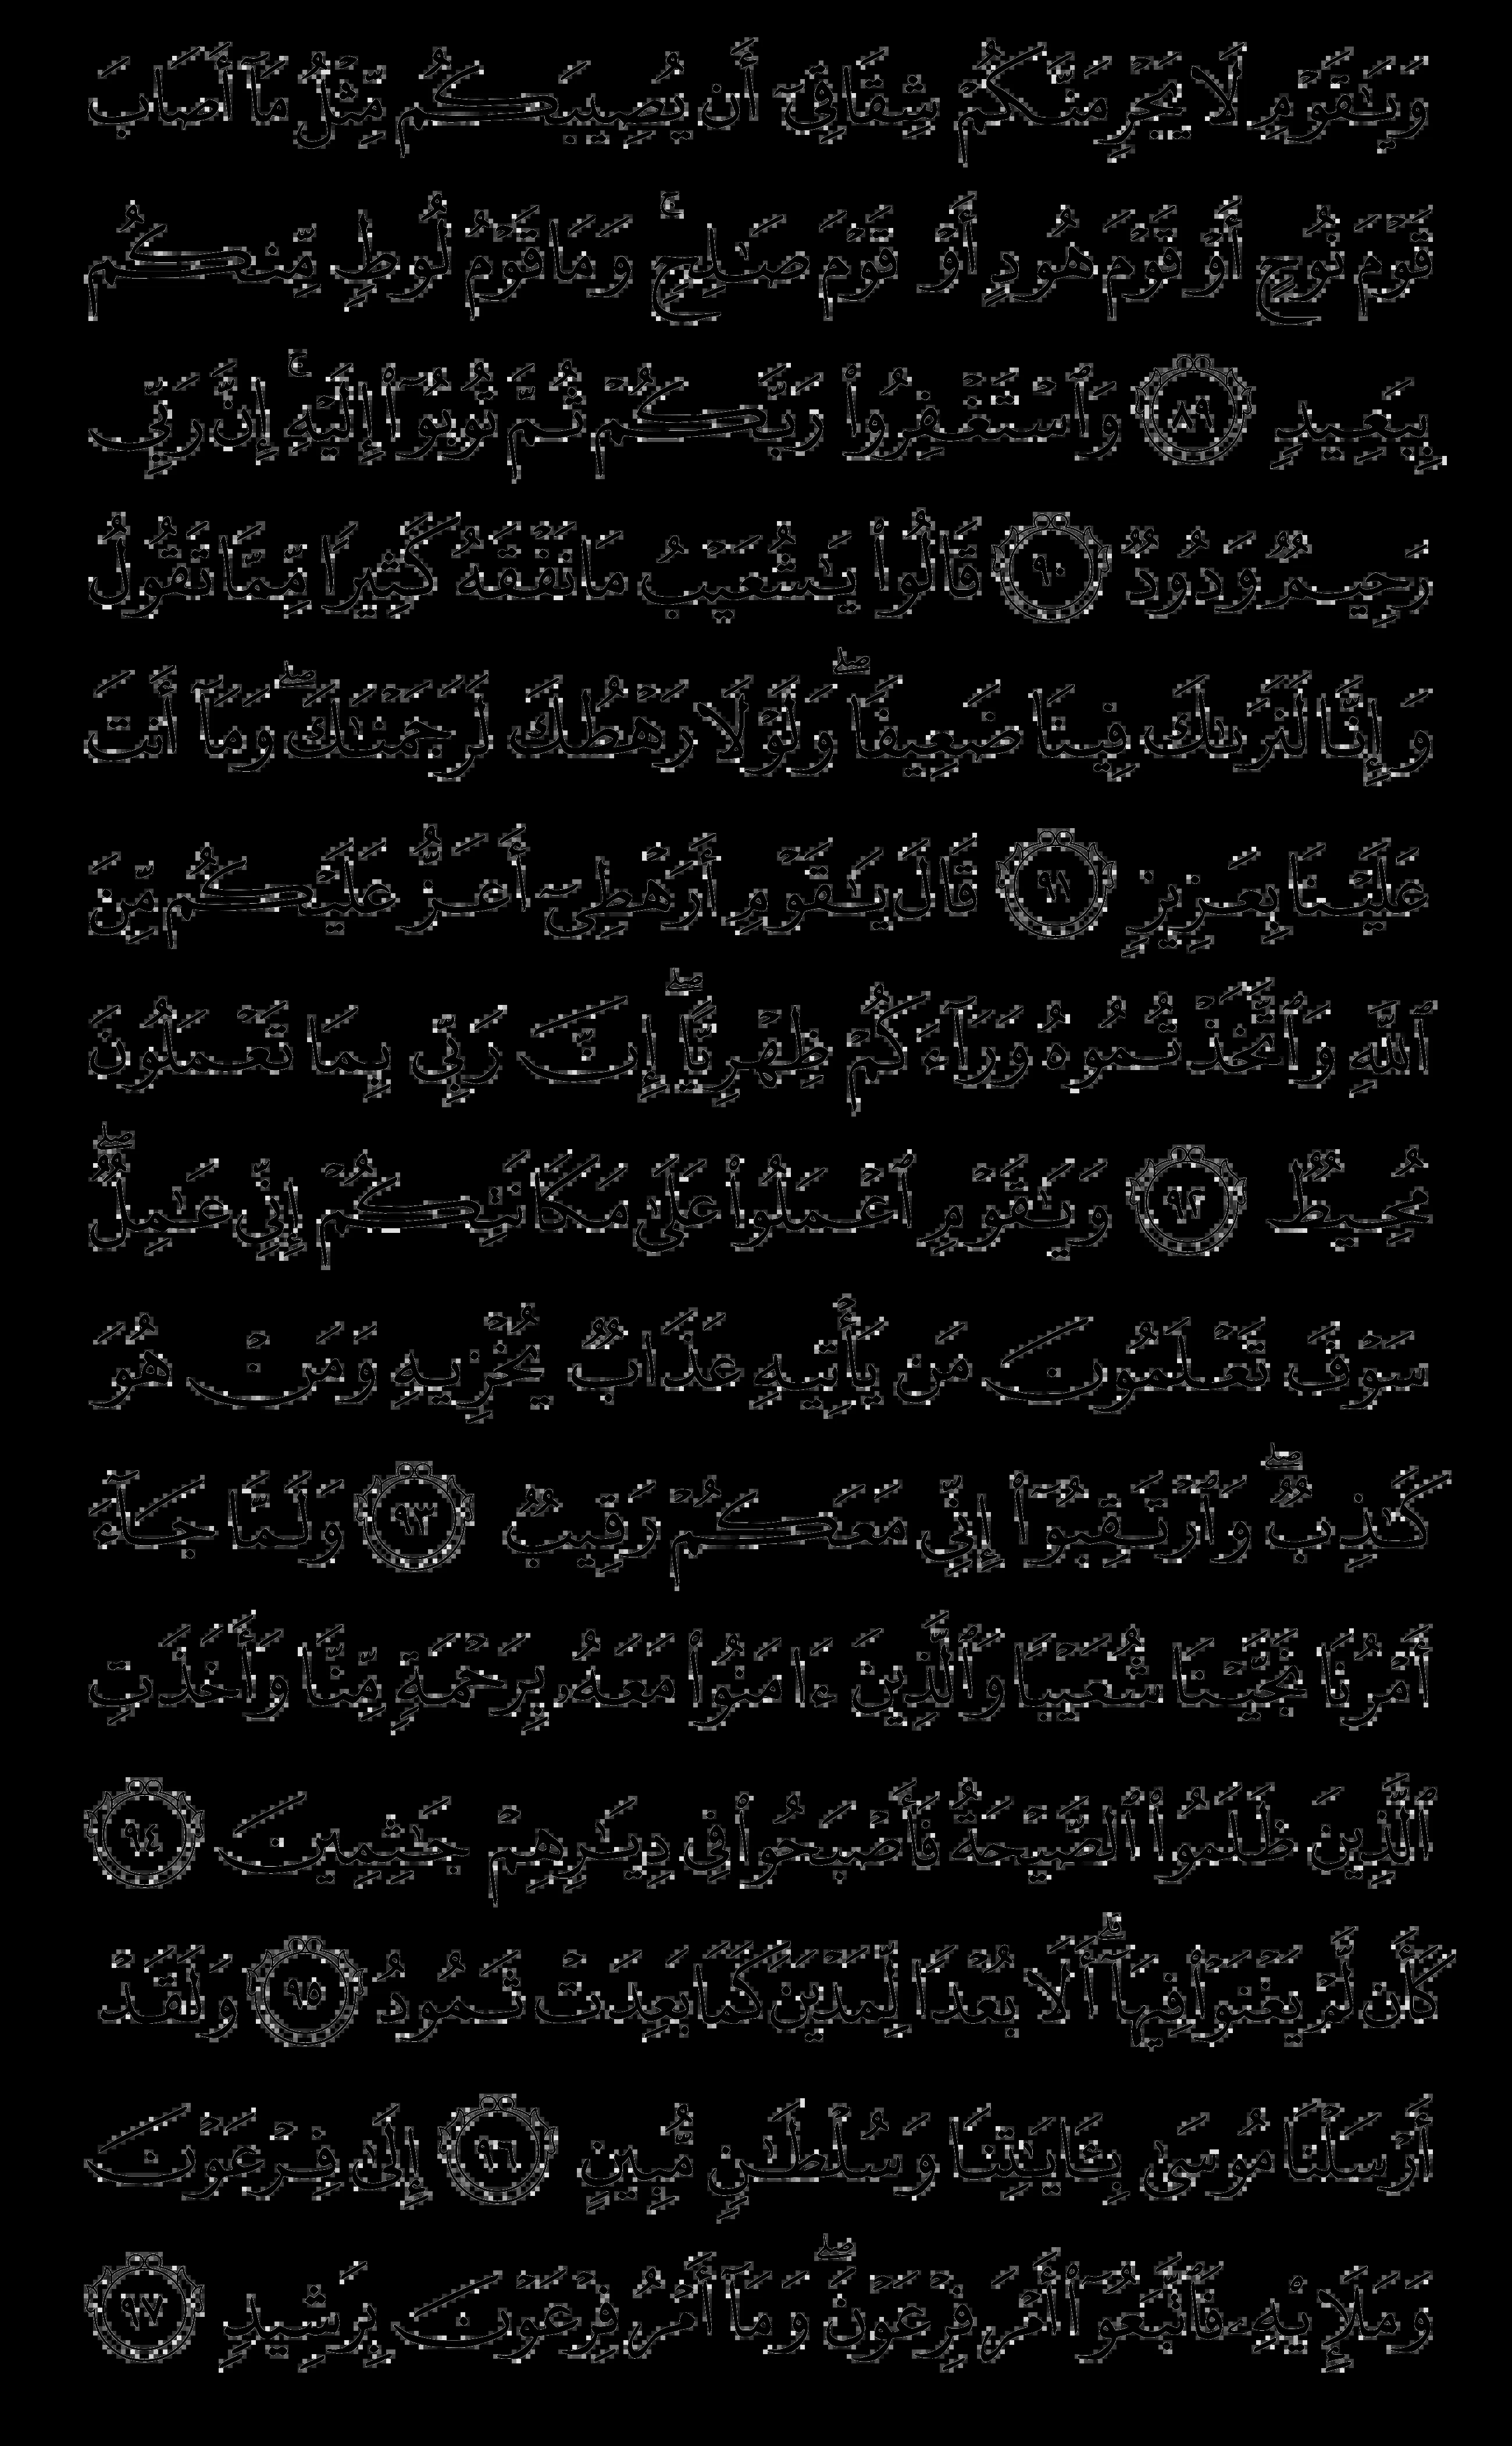 وَيَـٰقَوْمِ لَا يَجْرِمَنَّكُمْ شِقَاقِىٓ أَن يُصِيبَكُم مِّثْلُ مَآ أَصَابَ
قَوْمَ نُوحٍ أَوْ قَوْمَ هُودٍ أَوْ قَوْمَ صَـٰلِحٍ ۚ وَمَا قَوْمُ لُوطٍ مِّنكُم
بِبَعِيدٍ ٨٩ وَٱسْتَغْفِرُوا۟ رَبَّكُمْ ثُمَّ تُوبُوٓا۟ إِلَيْهِ ۚ إِنَّ رَبِّى
رَحِيمٌ وَدُودٌ ٩٠ قَالُوا۟ يَـٰشُعَيْبُ مَا نَفْقَهُ كَثِيرًا مِّمَّا تَقُولُ
وَإِنَّا لَنَرَىٰكَ فِينَا ضَعِيفًا ۖ وَلَوْلَا رَهْطُكَ لَرَجَمْنَـٰكَ ۖ وَمَآ أَنتَ
عَلَيْنَا بِعَزِيزٍ ٩١ قَالَ يَـٰقَوْمِ أَرَهْطِىٓ أَعَزُّ عَلَيْكُم مِّنَ
ٱللَّهِ وَٱتَّخَذْتُمُوهُ وَرَآءَكُمْ ظِهْرِيًّا ۖ إِنَّ رَبِّى بِمَا تَعْمَلُونَ
مُحِيطٌ ٩٢ وَيَـٰقَوْمِ ٱعْمَلُوا۟ عَلَىٰ مَكَانَتِكُمْ إِنِّى عَـٰمِلٌ ۖ
سَوْفَ تَعْلَمُونَ مَن يَأْتِيهِ عَذَابٌ يُخْزِيهِ وَمَنْ هُوَ
كَـٰذِبٌ ۖ وَٱرْتَقِبُوٓا۟ إِنِّى مَعَكُمْ رَقِيبٌ ٩٣ وَلَمَّا جَآءَ
أَمْرُنَا نَجَّيْنَا شُعَيْبًا وَٱلَّذِينَ ءَامَنُوا۟ مَعَهُۥ بِرَحْمَةٍ مِّنَّا وَأَخَذَتِ
ٱلَّذِينَ ظَلَمُوا۟ ٱلصَّيْحَةُ فَأَصْبَحُوا۟ فِى دِيَـٰرِهِمْ جَـٰثِمِينَ ٩٤
كَأَن لَّمْ يَغْنَوْا۟ فِيهَآ ۗ أَلَا بُعْدًا لِّمَدْيَنَ كَمَا بَعِدَتْ ثَمُودُ ٩٥ وَلَقَدْ
أَرْسَلْنَا مُوسَىٰ بِـَٔايَـٰتِنَا وَسُلْطَـٰنٍ مُّبِينٍ ٩٦ إِلَىٰ فِرْعَوْنَ
وَمَلَإِي۟هِۦ فَٱتَّبَعُوٓا۟ أَمْرَ فِرْعَوْنَ ۖ وَمَآ أَمْرُ فِرْعَوْنَ بِرَشِيدٍ ٩٧